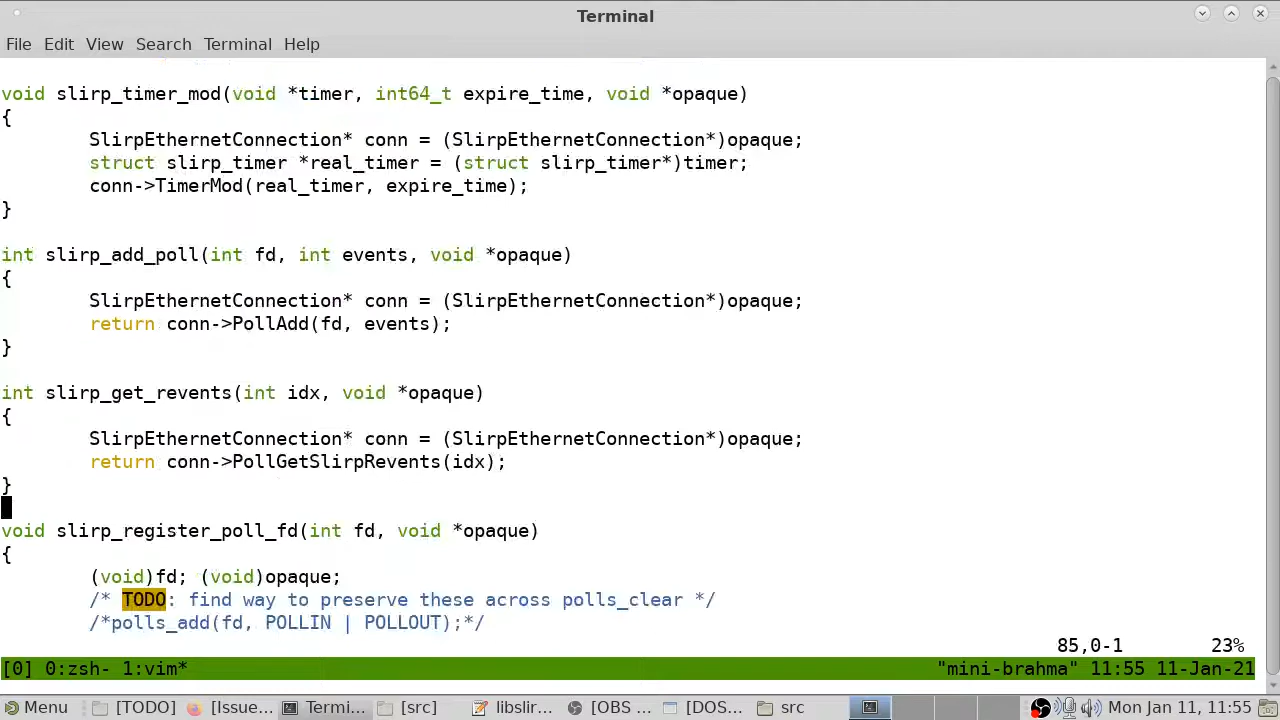 Terminal
File Edit View Search Terminal Help
void slirp_timer_mod(void *timer, int64_t expire_time, void *opaque)
{
        SlirpEthernetConnection* conn = (SlirpEthernetConnection*)opaque;
        struct slirp_timer *real_timer = (struct slirp_timer*)timer;
        conn->TimerMod(real_timer, expire_time);
}
int slirp_add_poll(int fd, int events, void *opaque)
{
        SlirpEthernetConnection* conn = (SlirpEthernetConnection*)opaque;
        return conn->PollAdd(fd, events);
}
int slirp_get_revents(int idx, void *opaque)
{
        SlirpEthernetConnection* conn = (SlirpEthernetConnection*)opaque;
        return conn->PollGetSlirpRevents(idx);
}
void slirp_register_poll_fd(int fd, void *opaque)
{
        (void)fd; (void)opaque;
        /* TODO: find way to preserve these across polls_clear */
        /*polls_add(fd, POLLIN | POLLOUT);*/
85,0-1 23%
[0] 0:zsh- 1:vim* "mini-brahma" 11:55 11-Jan-21
Menu [TODO] [Issue... Termi... [src] libslir... [OBS ... [DOS... src Mon Jan 11, 11:55